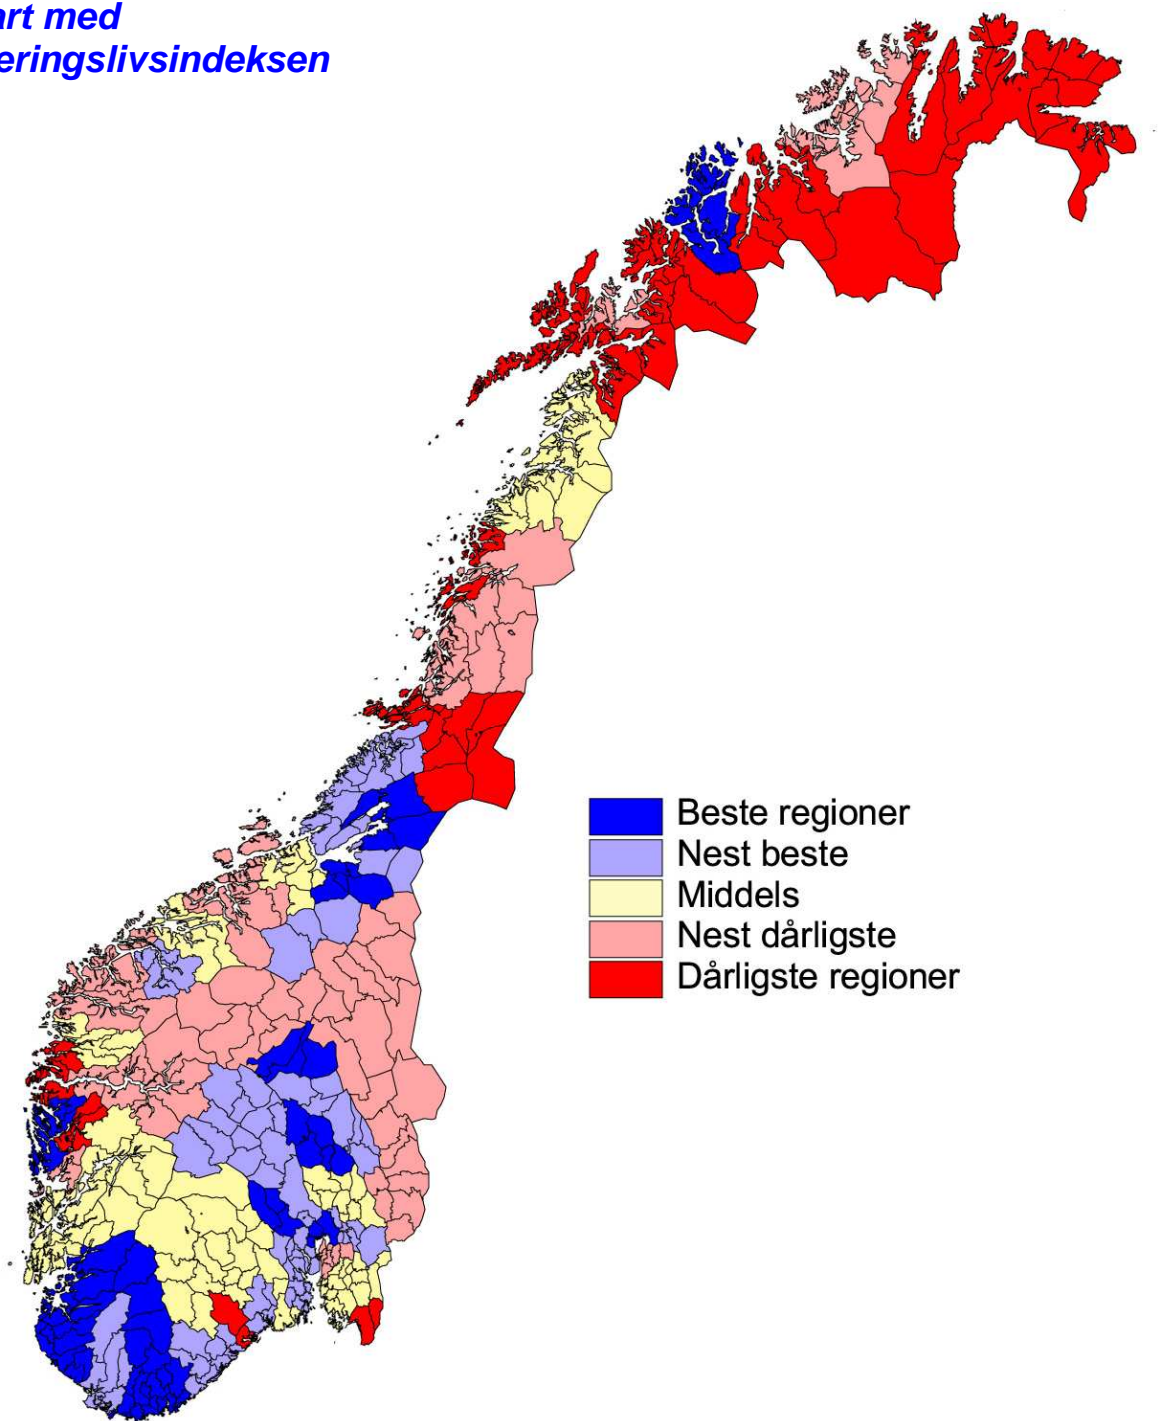 art med
eringslivsindeksen
Beste regioner
Nest beste
Middels
Nest dårligste
Dårligste regioner